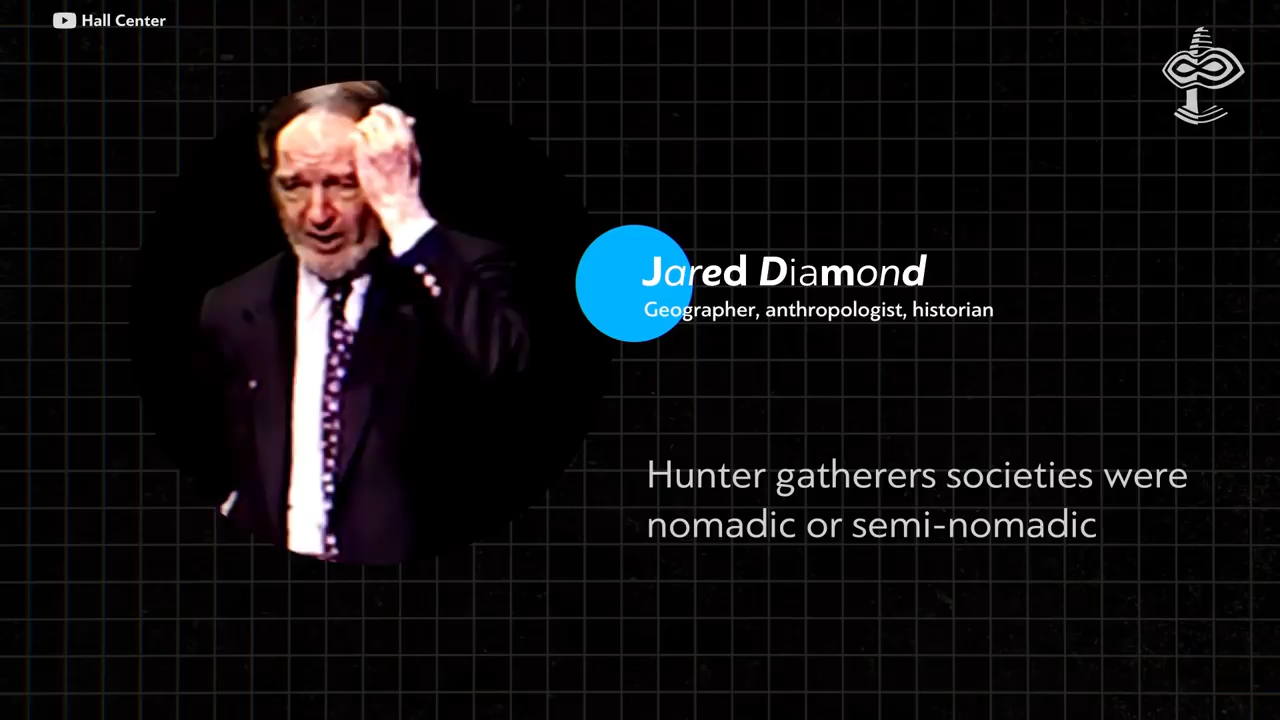 Hall Center
Jared Diamond
Geographer, anthropologist, historian
Hunter gatherers societies were
nomadic or semi-nomadic